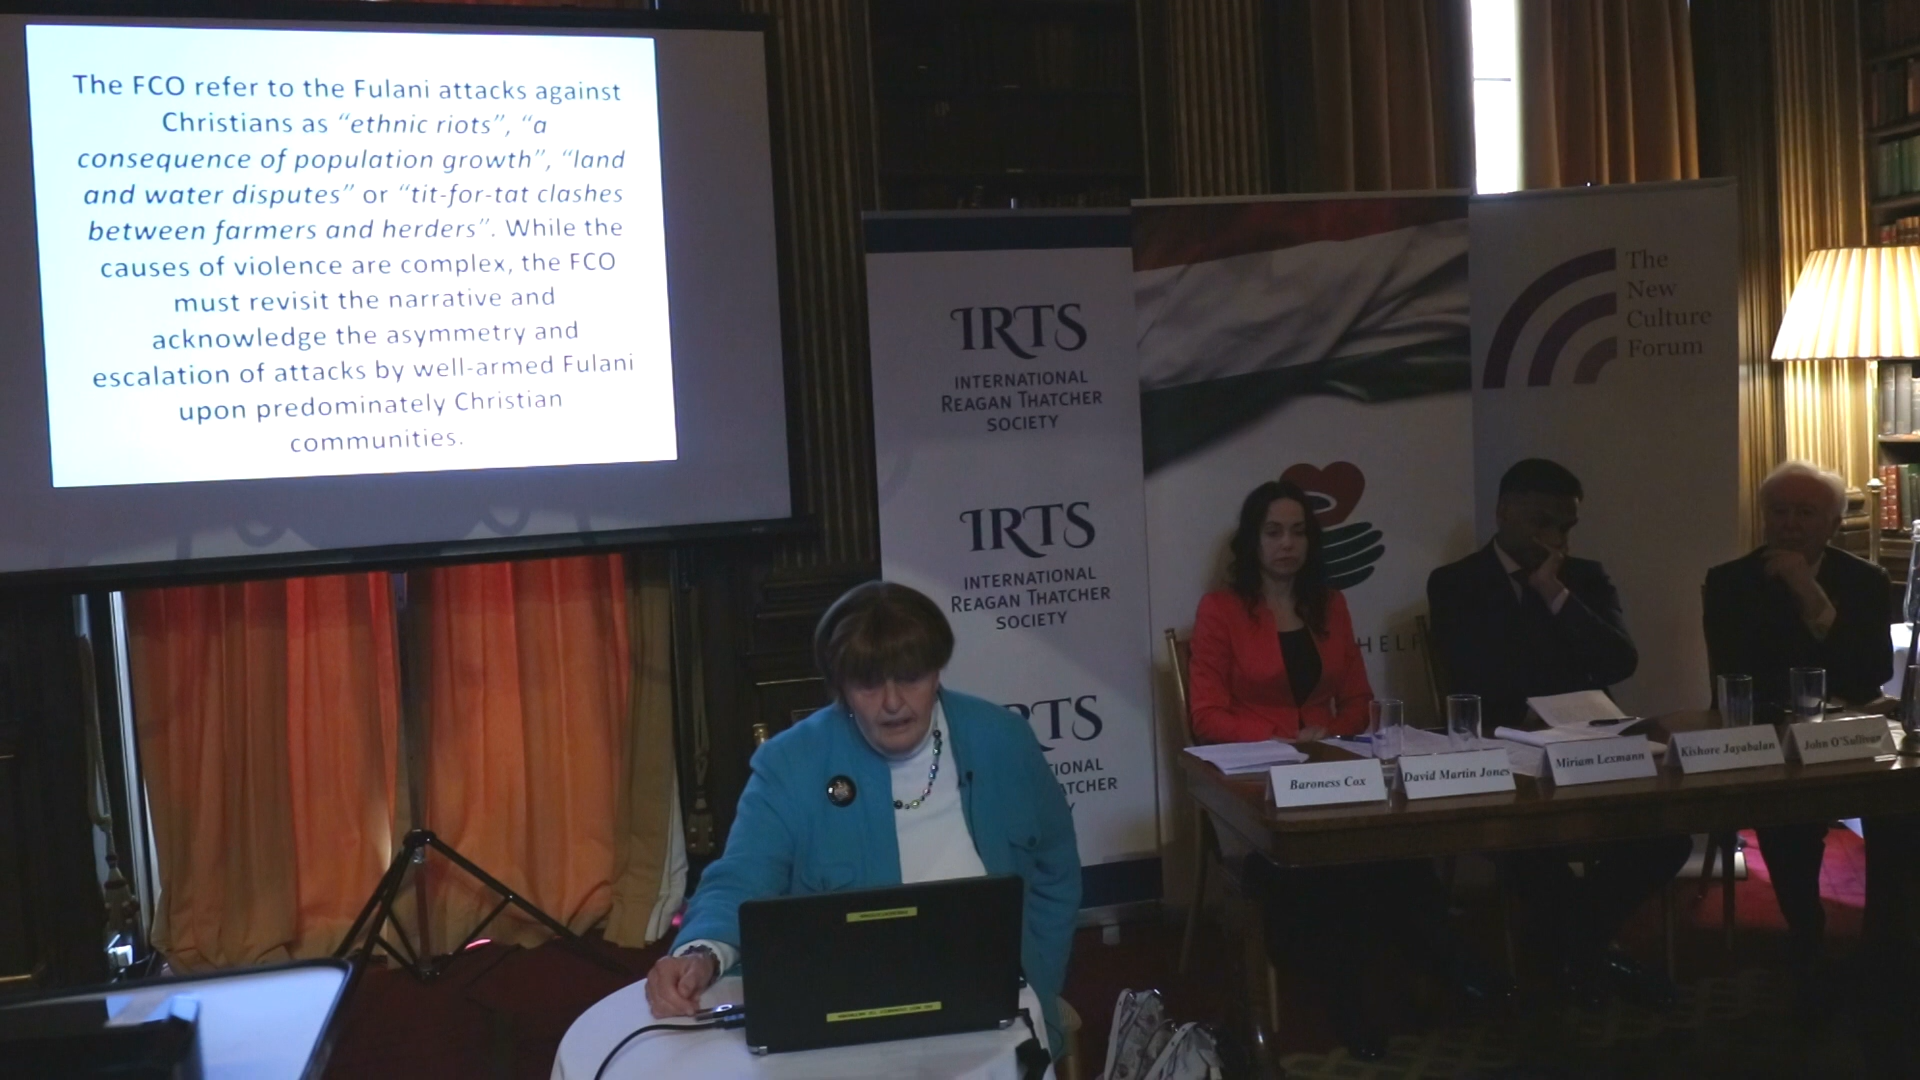 The FCO refer to the Fulani attacks against
Christians as “ethnic riots”, “a
consequence of population growth”, “land
and water disputes” or “tit-for-tat clashes
between farmers and herders”. While the
causes of violence are complex, the FCO
must revisit the narrative and
acknowledge the asymmetry and
escalation of attacks by well-armed Fulani
upon predominately Christian
communities.
IRTS
INTERNATIONAL
REAGAN THATCHER
SOCIETY
IRTS
INTERNATIONAL
REAGAN THATCHER
SOCIETY
RTS
IONAL
ATCHER
Y
HELP
The
New
Culture
Forum
Baroness Cox
David Martin Jones
Miriam Lexmann
Kishore Jayabalan
John O'Sullivan